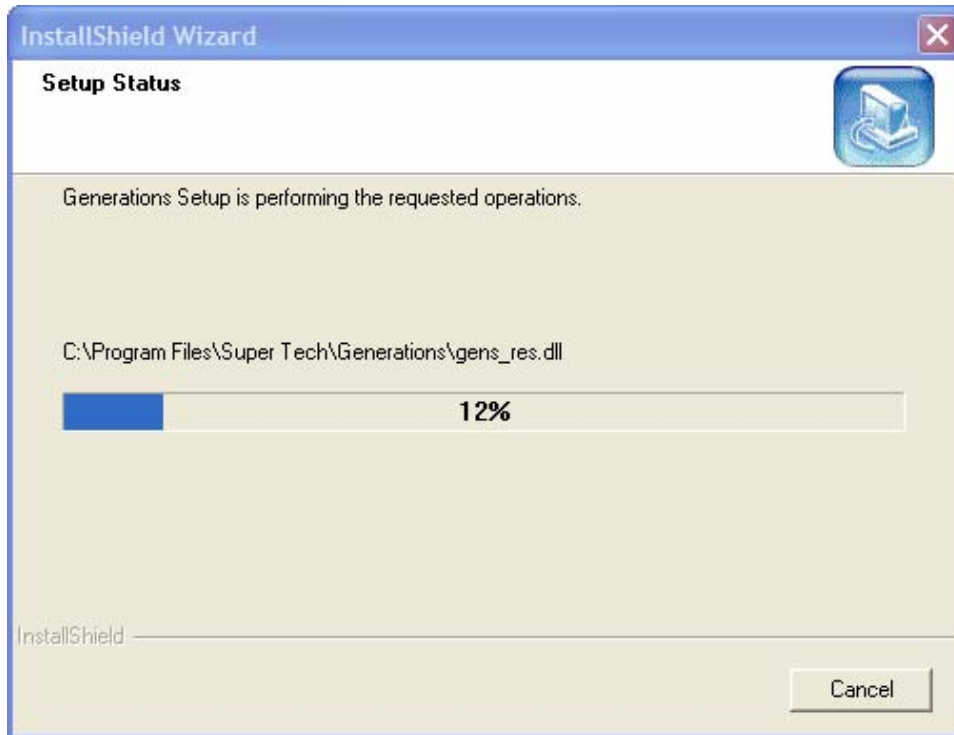 InstallShield Wizard
Setup Status
Generations Setup is performing the requested operations.
C:\Program Files\Super Tech\Generations\gens_res.dll
12%
InstallShield
Cancel